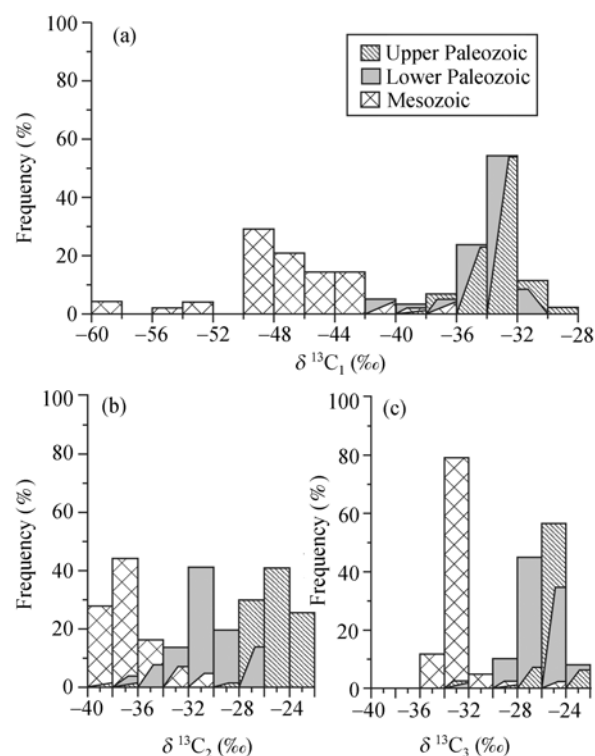 100
(a)
Upper Paleozoic
Lower Paleozoic
Mesozoic
80
60
40
20
0
Frequency (%)
−60 −56 −52 −48 −44 −40 −36 −32 −28
δ ¹³C₁ (‰)
100
(b)
80
60
40
20
0
Frequency (%)
−40 −36 −32 −28 −24
δ ¹³C₂ (‰)
100
(c)
80
60
40
20
0
Frequency (%)
−40 −36 −32 −28 −24
δ ¹³C₃ (‰)